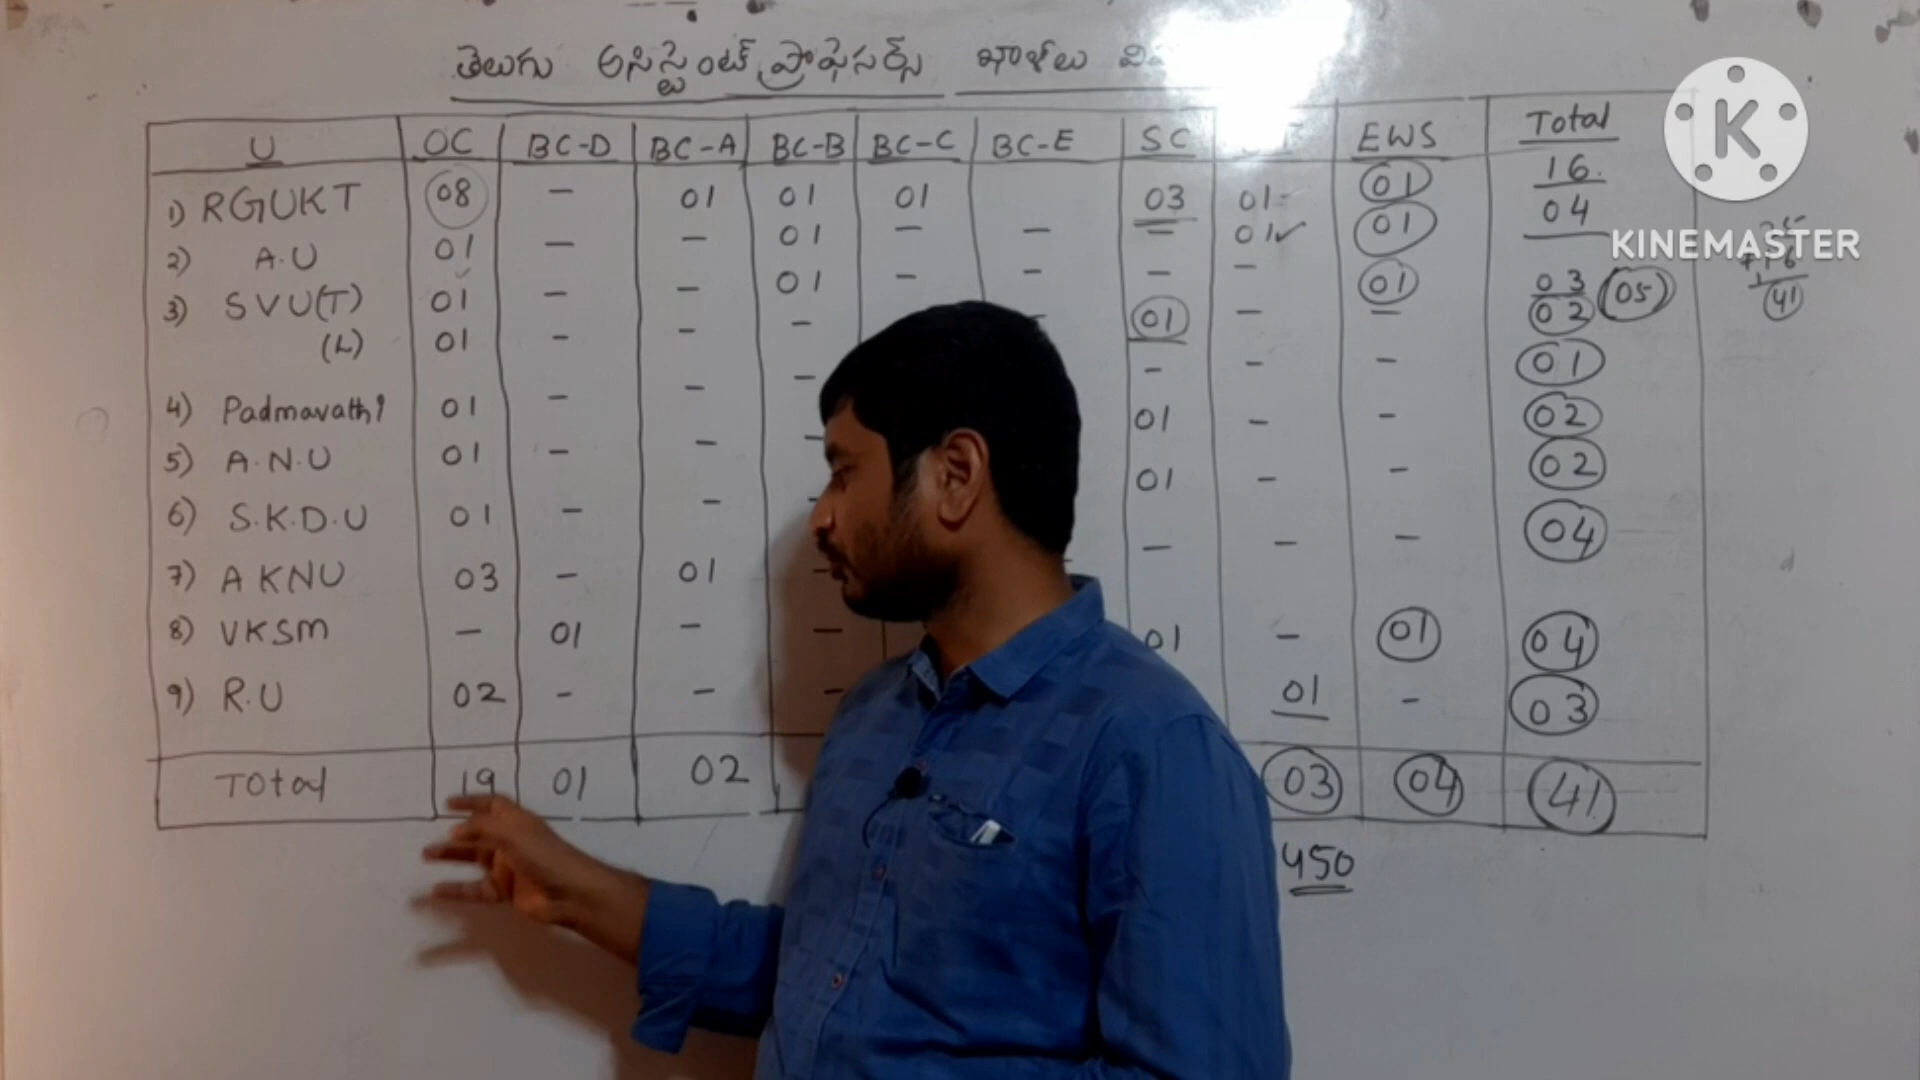 తెలుగు అసిస్టెంట్ ప్రొఫెసర్స్ ఖాళీలు
U OC BC-D BC-A BC-B BC-C BC-E SC EWS Total
1) RGUKT 08 - 01 01 01 03 01 01 16
2) A.U 01 - - 01 - - - 01 01 04
3) SVU(T) 01 - - 01 - - - - 01 03 05
(L) 01 - - - - 01 - - 02
4) Padmavathi 01 - - - - - - 01
5) A.N.U 01 - - - 01 - - 02
6) S.K.D.U 01 - - - 01 - - 02
7) AKNU 03 - 01 - - - - 04
8) VKSM - 01 - - 01 - 01 04
9) R.U 02 - - - 01 - 03
Total 19 01 02 03 04 41
450
41
K
KINEMASTER